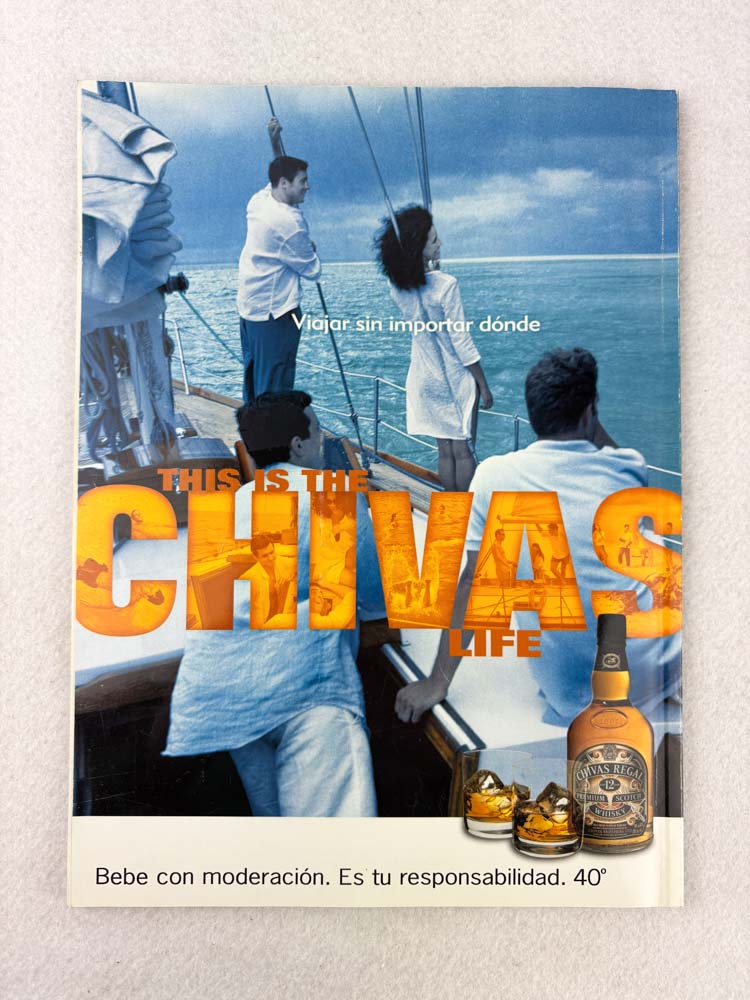 Viajar sin importar dónde
THIS IS THE
CHIVAS
LIFE
CHIVAS REGAL
12
PREMIUM SCOTCH
WHISKY
Bebe con moderación. Es tu responsabilidad. 40°